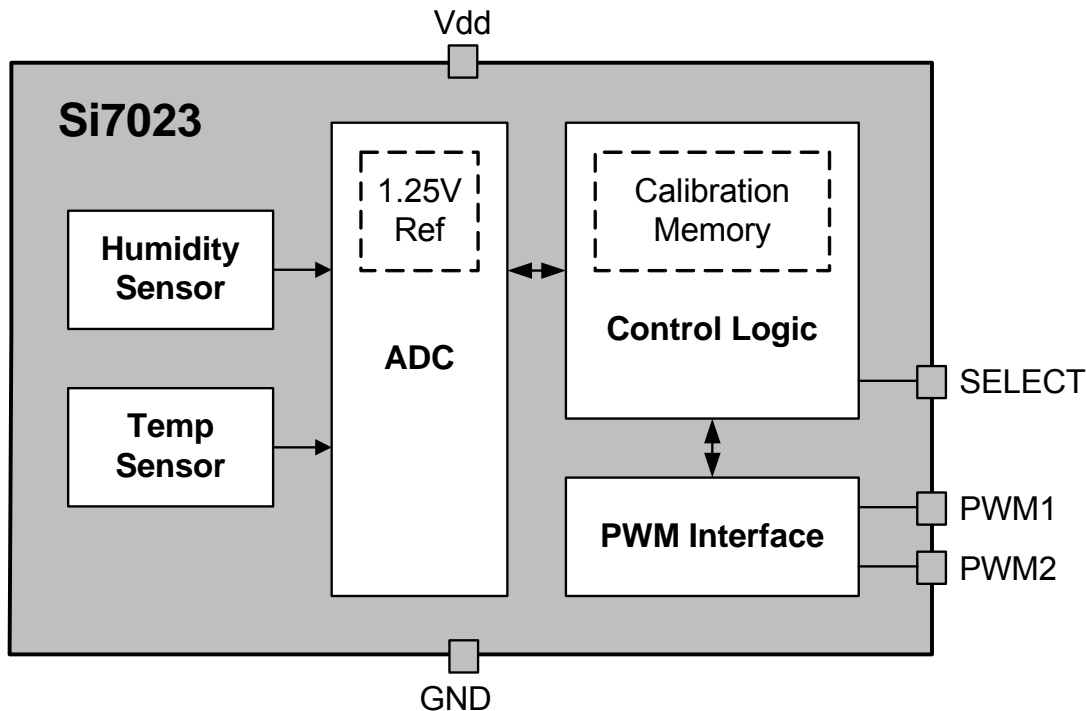 Vdd
Si7023
Humidity
Sensor
Temp
Sensor
1.25V
Ref
ADC
Calibration
Memory
Control Logic
PWM Interface
SELECT
PWM1
PWM2
GND